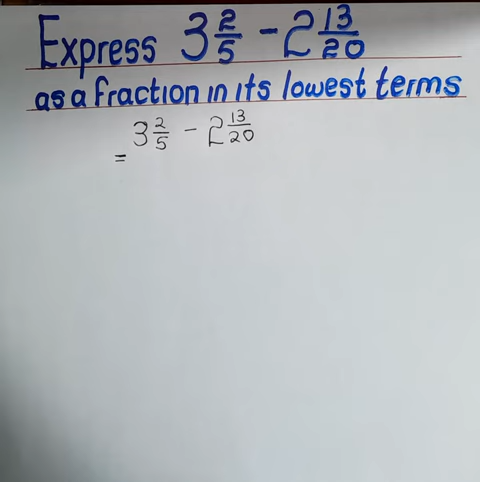 Express 3 2/5 - 2 13/20
as a fraction in its lowest terms
3 2/5 - 2 13/20
=